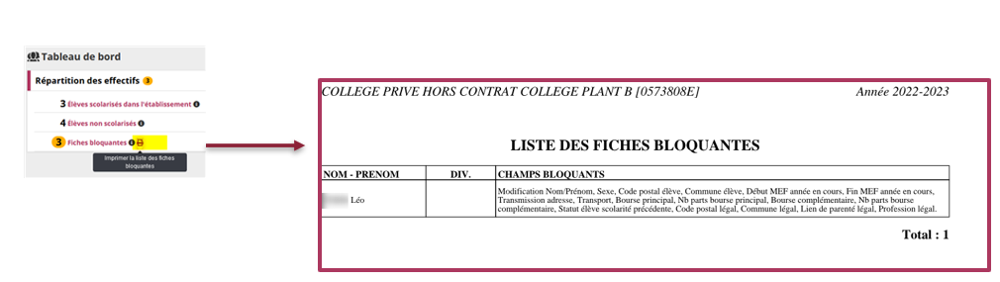 Tableau de bord
Répartition des effectifs 3
3 Élèves scolarisés dans l'établissement
4 Élèves non scolarisés
3 Fiches bloquantes
Imprimer la liste des fiches
bloquantes
COLLEGE PRIVE HORS CONTRAT COLLEGE PLANT B [0573808E] Année 2022-2023
LISTE DES FICHES BLOQUANTES
NOM - PRENOM DIV. CHAMPS BLOQUANTS
Léo
Modification Nom/Prénom, Sexe, Code postal élève, Commune élève, Début MEF année en cours, Fin MEF année en cours,
Transmission adresse, Transport, Bourse principal, Nb parts bourse principal, Bourse complémentaire, Nb parts bourse
complémentaire, Statut élève scolarité précédente, Code postal légal, Commune légal, Lien de parenté légal, Profession légal.
Total : 1